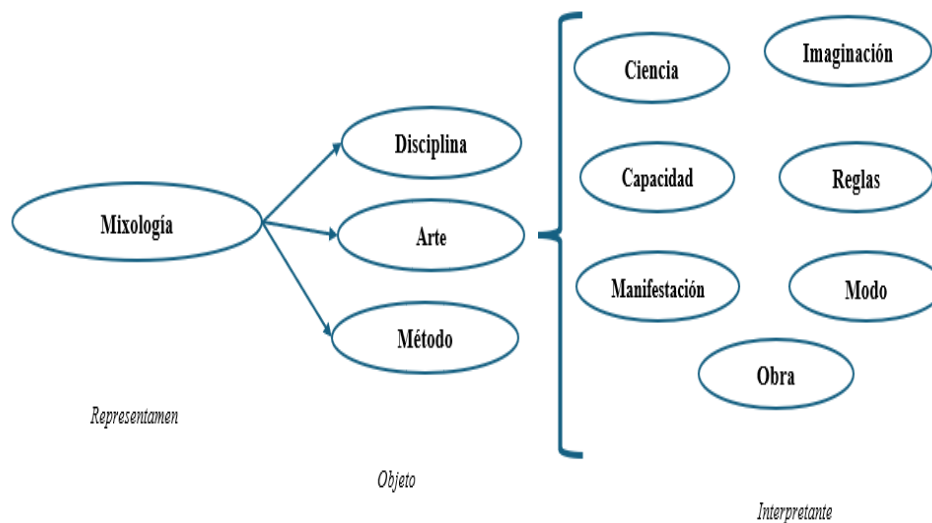 Mixología
Disciplina
Arte
Método
Ciencia
Imaginación
Capacidad
Reglas
Manifestación
Modo
Obra
Representamen
Objeto
Interpretante